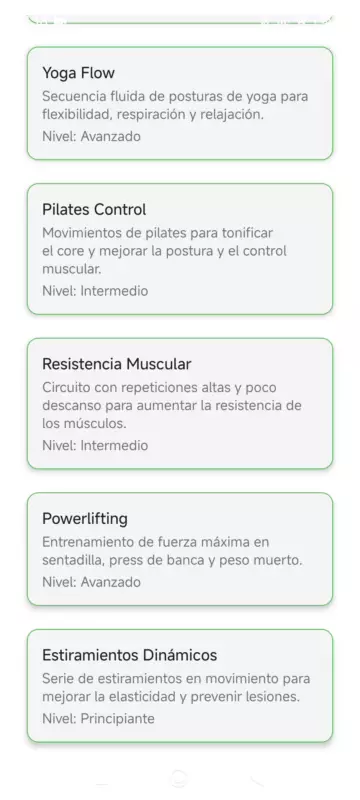 Yoga Flow
Secuencia fluida de posturas de yoga para
flexibilidad, respiración y relajación.
Nivel: Avanzado
Pilates Control
Movimientos de pilates para tonificar
el core y mejorar la postura y el control
muscular.
Nivel: Intermedio
Resistencia Muscular
Circuito con repeticiones altas y poco
descanso para aumentar la resistencia de
los músculos.
Nivel: Intermedio
Powerlifting
Entrenamiento de fuerza máxima en
sentadilla, press de banca y peso muerto.
Nivel: Avanzado
Estiramientos Dinámicos
Serie de estiramientos en movimiento para
mejorar la elasticidad y prevenir lesiones.
Nivel: Principiante